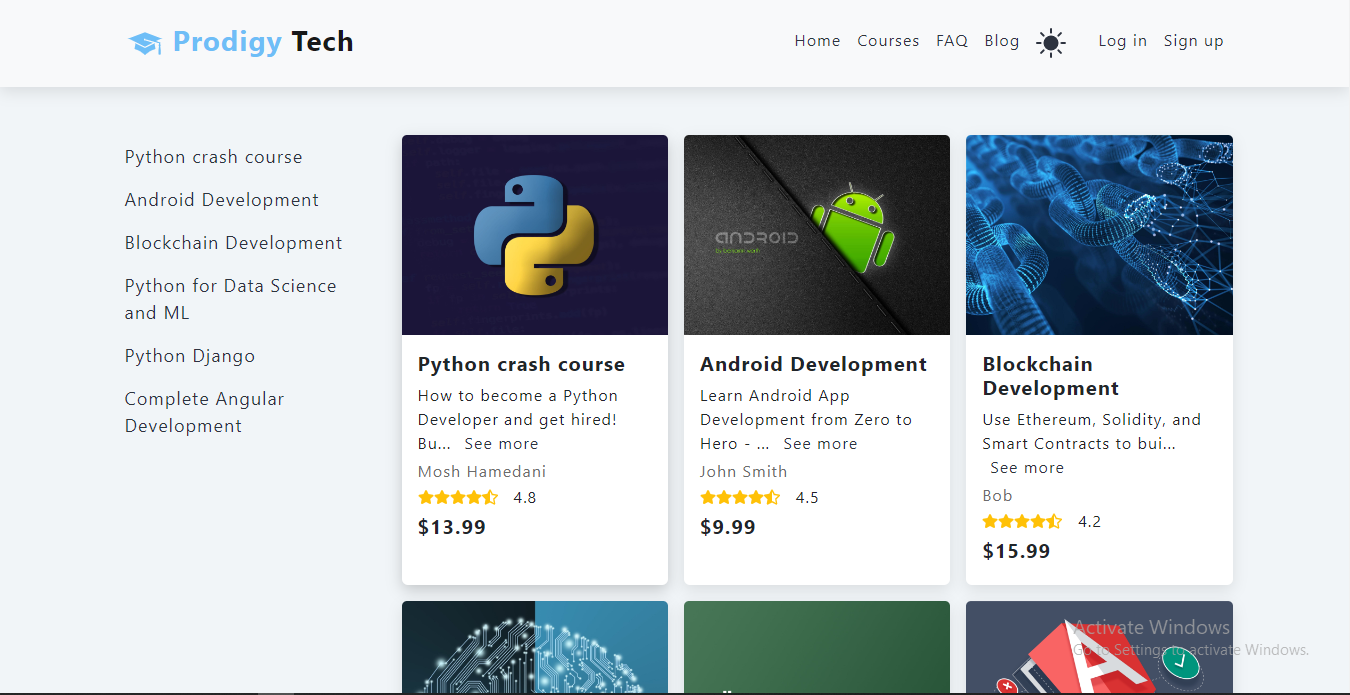 Prodigy Tech
Home Courses FAQ Blog Log in Sign up
Python crash course
Android Development
Blockchain Development
Python for Data Science
and ML
Python Django
Complete Angular
Development
ANDROID
Python crash course
How to become a Python
Developer and get hired!
Bu... See more
Mosh Hamedani
4.8
$13.99
Android Development
Learn Android App
Development from Zero to
Hero - ... See more
John Smith
4.5
$9.99
Blockchain
Development
Use Ethereum, Solidity, and
Smart Contracts to bui...
See more
Bob
4.2
$15.99
A
Activate Windows
Go to Settings to activate Windows.